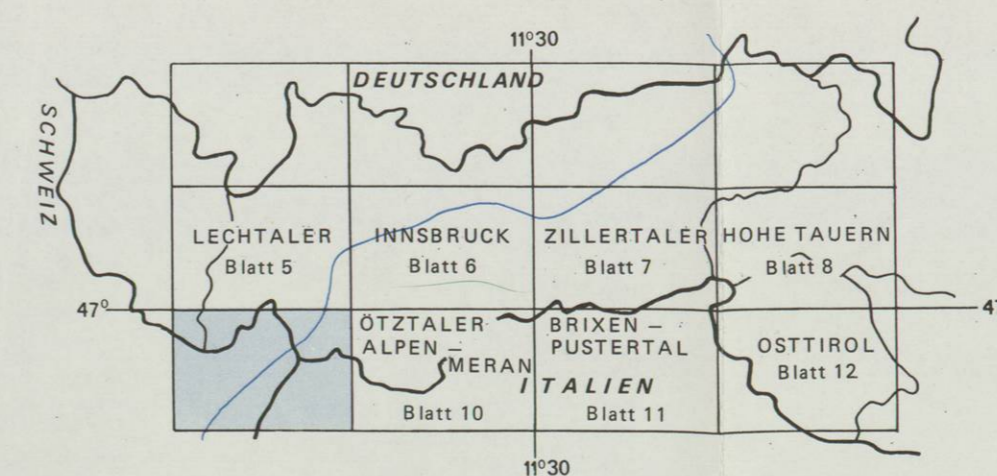 11°30
DEUTSCHLAND
SCHWEIZ
LECHTALER
Blatt 5
INNSBRUCK
Blatt 6
ZILLERTALER
Blatt 7
HOHE TAUERN
Blatt 8
47°
ÖTZTALER
ALPEN –
MERAN
Blatt 10
BRIXEN –
PUSTERTAL
ITALIEN
Blatt 11
OSTTIROL
Blatt 12
11°30